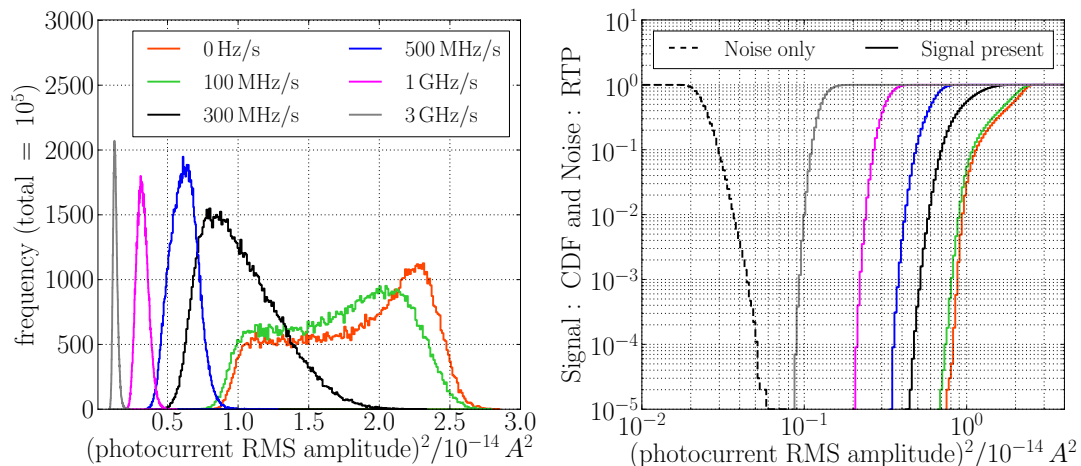 3000
2500
2000
1500
1000
500
0
frequency (total = 10^5)
0 Hz/s
100 MHz/s
300 MHz/s
500 MHz/s
1 GHz/s
3 GHz/s
0.5 1.0 1.5 2.0 2.5 3.0
(photocurrent RMS amplitude)^2/10^{-14} A^2
10^1
10^0
10^{-1}
10^{-2}
10^{-3}
10^{-4}
10^{-5}
Signal : CDF and Noise : RTP
Noise only
Signal present
10^{-2} 10^{-1} 10^0
(photocurrent RMS amplitude)^2/10^{-14} A^2